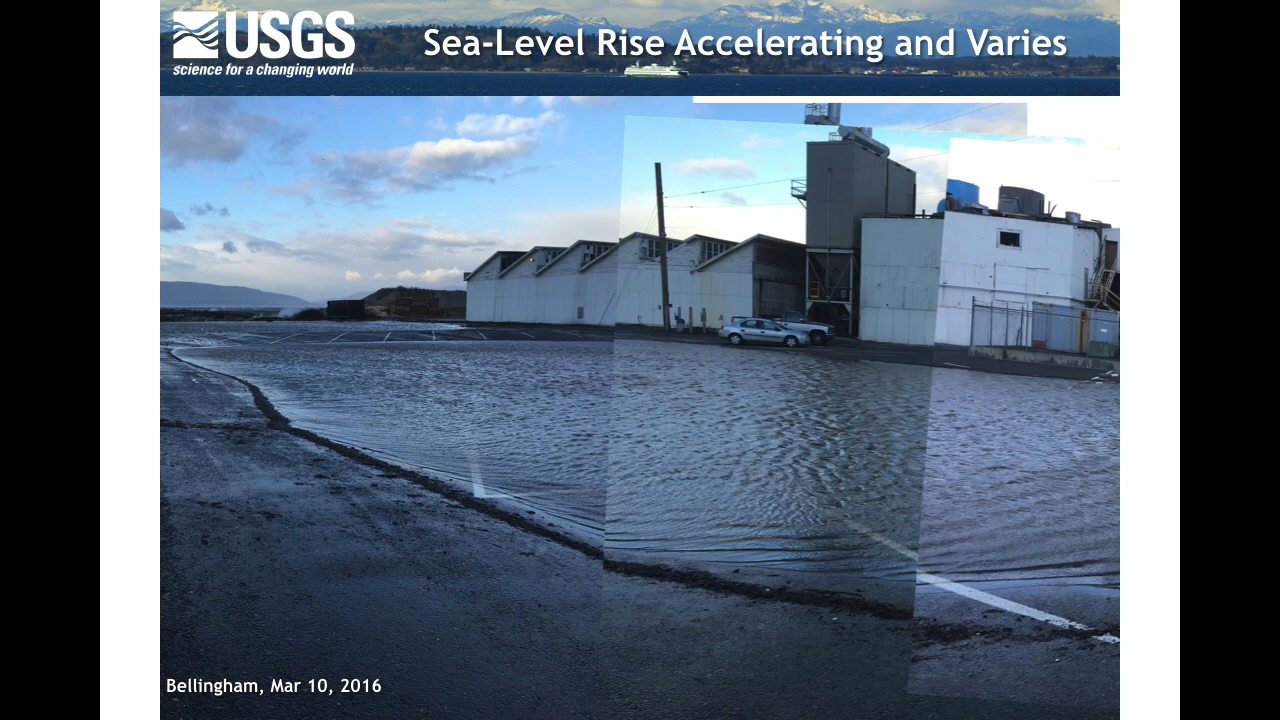 USGS
science for a changing world
Sea-Level Rise Accelerating and Varies
Bellingham, Mar 10, 2016